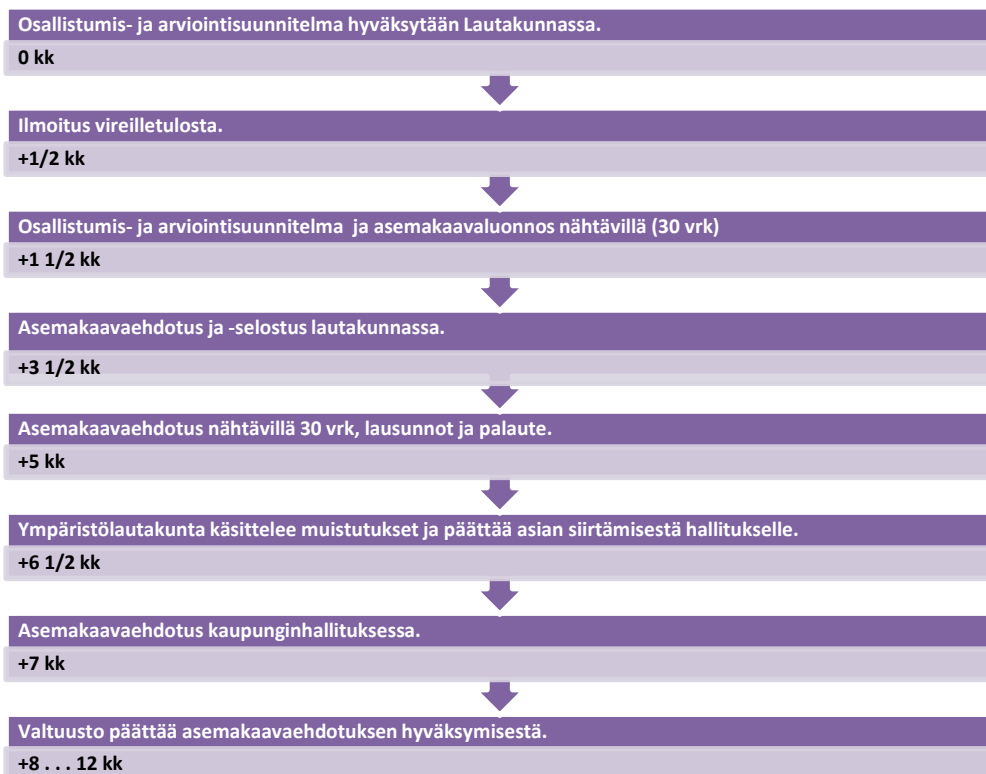 Osallistumis- ja arviointisuunnitelma hyväksytään Lautakunnassa.
0 kk
Ilmoitus vireilletulosta.
+1/2 kk
Osallistumis- ja arviointisuunnitelma ja asemakaavaluonnos nähtävillä (30 vrk)
+1 1/2 kk
Asemakaavaehdotus ja -selostus lautakunnassa.
+3 1/2 kk
Asemakaavaehdotus nähtävillä 30 vrk, lausunnot ja palaute.
+5 kk
Ympäristölautakunta käsittelee muistutukset ja päättää asian siirtämisestä hallitukselle.
+6 1/2 kk
Asemakaavaehdotus kaupunginhallituksessa.
+7 kk
Valtuusto päättää asemakaavaehdotuksen hyväksymisestä.
+8 . . . 12 kk